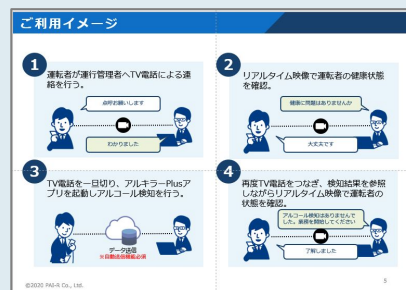 ご利用イメージ
1
運転者が運行管理者へTV電話による連
絡を行う。
点呼お願いします
わかりました
2
リアルタイム映像で運転者の健康状態
を確認。
健康に問題はありませんか
大丈夫です
3
TV電話を一旦切り、アルキラーPlusア
プリを起動しアルコール検知を行う。
データ送信
※自動送信機能必須
4
再度TV電話をつなぎ、検知結果を参照
しながらリアルタイム映像で運転者の
状態を確認。
アルコール検知はありませんで
した。業務を開始してください
了解しました
©2020 PAI-R Co., Ltd.
5